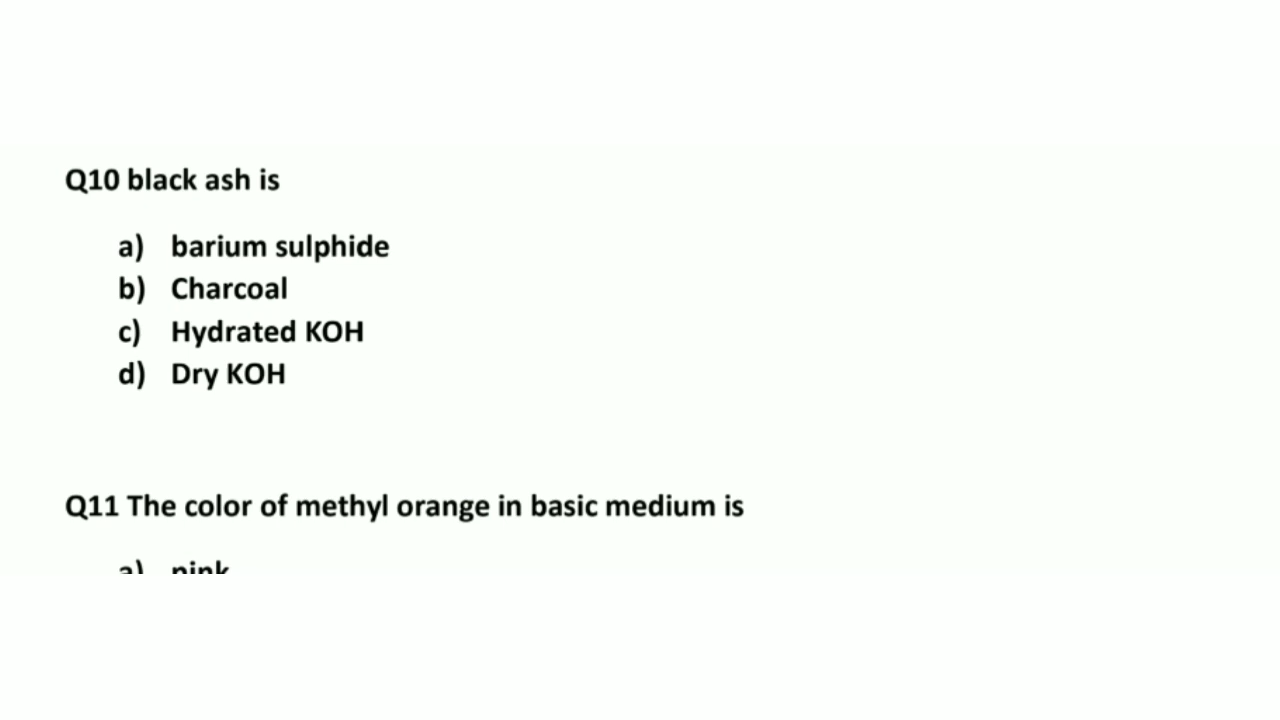 Q10 black ash is
a) barium sulphide
b) Charcoal
c) Hydrated KOH
d) Dry KOH
Q11 The color of methyl orange in basic medium is
a) pink